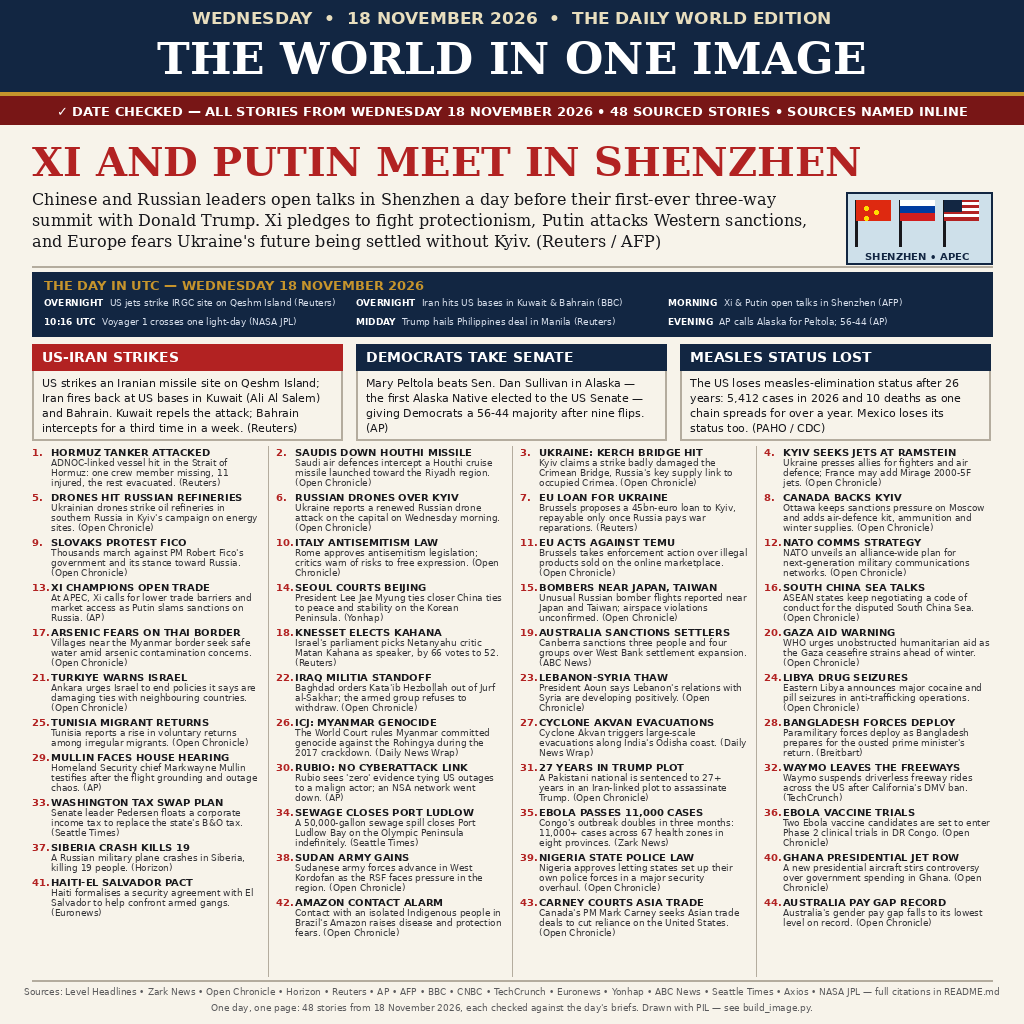 WEDNESDAY • 18 NOVEMBER 2026 • THE DAILY WORLD EDITION
THE WORLD IN ONE IMAGE
✓ DATE CHECKED — ALL STORIES FROM WEDNESDAY 18 NOVEMBER 2026 • 48 SOURCED STORIES • SOURCES NAMED INLINE
XI AND PUTIN MEET IN SHENZHEN
Chinese and Russian leaders open talks in Shenzhen a day before their first-ever three-way
summit with Donald Trump. Xi pledges to fight protectionism, Putin attacks Western sanctions,
and Europe fears Ukraine's future being settled without Kyiv. (Reuters / AFP)
SHENZHEN • APEC
THE DAY IN UTC — WEDNESDAY 18 NOVEMBER 2026
OVERNIGHT US jets strike IRGC site on Qeshm Island (Reuters)
OVERNIGHT Iran hits US bases in Kuwait & Bahrain (BBC)
MORNING Xi & Putin open talks in Shenzhen (AFP)
10:16 UTC Voyager 1 crosses one light-day (NASA JPL)
MIDDAY Trump hails Philippines deal in Manila (Reuters)
EVENING AP calls Alaska for Peltola; 56-44 (AP)
US-IRAN STRIKES
US strikes an Iranian missile site on Qeshm Island;
Iran fires back at US bases in Kuwait (Ali Al Salem)
and Bahrain. Kuwait repels the attack; Bahrain
intercepts for a third time in a week. (Reuters)
DEMOCRATS TAKE SENATE
Mary Peltola beats Sen. Dan Sullivan in Alaska —
the first Alaska Native elected to the US Senate —
giving Democrats a 56-44 majority after nine flips.
(AP)
MEASLES STATUS LOST
The US loses measles-elimination status after 26
years: 5,412 cases in 2026 and 10 deaths as one
chain spreads for over a year. Mexico loses its
status too. (PAHO / CDC)
1. HORMUZ TANKER ATTACKED
ADNOC-linked vessel hit in the Strait of
Hormuz: one crew member missing, 11
injured, the rest evacuated. (Reuters)
2. SAUDIS DOWN HOUTHI MISSILE
Saudi air defences intercept a Houthi cruise
missile launched toward the Riyadh region.
(Open Chronicle)
3. UKRAINE: KERCH BRIDGE HIT
Kyiv claims a strike badly damaged the
Crimean Bridge, Russia's key supply link to
occupied Crimea. (Open Chronicle)
4. KYIV SEEKS JETS AT RAMSTEIN
Ukraine presses allies for fighters and air
defence; France may add Mirage 2000-5F
jets. (Open Chronicle)
5. DRONES HIT RUSSIAN REFINERIES
Ukrainian drones strike oil refineries in
southern Russia in Kyiv's campaign on energy
sites. (Open Chronicle)
6. RUSSIAN DRONES OVER KYIV
Ukraine reports a renewed Russian drone
attack on the capital on Wednesday morning.
(Open Chronicle)
7. EU LOAN FOR UKRAINE
Brussels proposes a 45bn-euro loan to Kyiv,
repayable only once Russia pays war
reparations. (Reuters)
8. CANADA BACKS KYIV
Ottawa keeps sanctions pressure on Moscow
and adds air-defence kit, ammunition and
winter supplies. (Open Chronicle)
9. SLOVAKS PROTEST FICO
Thousands march against PM Robert Fico's
government and its stance toward Russia.
(Open Chronicle)
10. ITALY ANTISEMITISM LAW
Rome approves antisemitism legislation;
critics warn of risks to free expression. (Open
Chronicle)
11. EU ACTS AGAINST TEMU
Brussels takes enforcement action over illegal
products sold on the online marketplace.
(Open Chronicle)
12. NATO COMMS STRATEGY
NATO unveils an alliance-wide plan for
next-generation military communications
networks. (Open Chronicle)
13. XI CHAMPIONS OPEN TRADE
At APEC, Xi calls for lower trade barriers and
market access as Putin slams sanctions on
Russia. (AP)
14. SEOUL COURTS BEIJING
President Lee Jae Myung ties closer China ties
to peace and stability on the Korean
Peninsula. (Yonhap)
15. BOMBERS NEAR JAPAN, TAIWAN
Unusual Russian bomber flights reported near
Japan and Taiwan; airspace violations
unconfirmed. (Open Chronicle)
16. SOUTH CHINA SEA TALKS
ASEAN states keep negotiating a code of
conduct for the disputed South China Sea.
(Open Chronicle)
17. ARSENIC FEARS ON THAI BORDER
Villages near the Myanmar border seek safe
water amid arsenic contamination concerns.
(Open Chronicle)
18. KNESSET ELECTS KAHANA
Israel's parliament picks Netanyahu critic
Matan Kahana as speaker, by 66 votes to 52.
(Reuters)
19. AUSTRALIA SANCTIONS SETTLERS
Canberra sanctions three people and four
groups over West Bank settlement expansion.
(ABC News)
20. GAZA AID WARNING
WHO urges unobstructed humanitarian aid as
the Gaza ceasefire strains ahead of winter.
(Open Chronicle)
21. TURKIYE WARNS ISRAEL
Ankara urges Israel to end policies it says are
damaging ties with neighbouring countries.
(Open Chronicle)
22. IRAQ MILITIA STANDOFF
Baghdad orders Kata'ib Hezbollah out of Jurf
al-Sakhar; the armed group refuses to
withdraw. (Open Chronicle)
23. LEBANON-SYRIA THAW
President Aoun says Lebanon's relations with
Syria are developing positively. (Open
Chronicle)
24. LIBYA DRUG SEIZURES
Eastern Libya announces major cocaine and
pill seizures in anti-trafficking operations.
(Open Chronicle)
25. TUNISIA MIGRANT RETURNS
Tunisia reports a rise in voluntary returns
among irregular migrants. (Open Chronicle)
26. ICJ: MYANMAR GENOCIDE
The World Court rules Myanmar committed
genocide against the Rohingya during the
2017 crackdown. (Daily News Wrap)
27. CYCLONE AKVAN EVACUATIONS
Cyclone Akvan triggers large-scale
evacuations along India's Odisha coast. (Daily
News Wrap)
28. BANGLADESH FORCES DEPLOY
Paramilitary forces deploy as Bangladesh
prepares for the ousted prime minister's
return. (Breitbart)
29. MULLIN FACES HOUSE HEARING
Homeland Security chief Markwayne Mullin
testifies after the flight grounding and outage
chaos. (AP)
30. RUBIO: NO CYBERATTACK LINK
Rubio sees 'zero' evidence tying US outages
to a malign actor; an NSA network went
down. (AP)
31. 27 YEARS IN TRUMP PLOT
A Pakistani national is sentenced to 27+
years in an Iran-linked plot to assassinate
Trump. (Open Chronicle)
32. WAYMO LEAVES THE FREEWAYS
Waymo suspends driverless freeway rides
across the US after California's DMV ban.
(TechCrunch)
33. WASHINGTON TAX SWAP PLAN
Senate leader Pedersen floats a corporate
income tax to replace the state's B&O tax.
(Seattle Times)
34. SEWAGE CLOSES PORT LUDLOW
A 50,000-gallon sewage spill closes Port
Ludlow Bay on the Olympic Peninsula
indefinitely. (Seattle Times)
35. EBOLA PASSES 11,000 CASES
Congo's outbreak doubles in three months:
11,000+ cases across 67 health zones in
eight provinces. (Zark News)
36. EBOLA VACCINE TRIALS
Two Ebola vaccine candidates are set to enter
Phase 2 clinical trials in DR Congo. (Open
Chronicle)
37. SIBERIA CRASH KILLS 19
A Russian military plane crashes in Siberia,
killing 19 people. (Horizon)
38. SUDAN ARMY GAINS
Sudanese army forces advance in West
Kordofan as the RSF faces pressure in the
region. (Open Chronicle)
39. NIGERIA STATE POLICE LAW
Nigeria approves letting states set up their
own police forces in a major security
overhaul. (Open Chronicle)
40. GHANA PRESIDENTIAL JET ROW
A new presidential aircraft stirs controversy
over government spending in Ghana. (Open
Chronicle)
41. HAITI-EL SALVADOR PACT
Haiti formalises a security agreement with El
Salvador to help confront armed gangs.
(Euronews)
42. AMAZON CONTACT ALARM
Contact with an isolated Indigenous people in
Brazil's Amazon raises disease and protection
fears. (Open Chronicle)
43. CARNEY COURTS ASIA TRADE
Canada's PM Mark Carney seeks Asian trade
deals to cut reliance on the United States.
(Open Chronicle)
44. AUSTRALIA PAY GAP RECORD
Australia's gender pay gap falls to its lowest
level on record. (Open Chronicle)
Sources: Level Headlines • Zark News • Open Chronicle • Horizon • Reuters • AP • AFP • BBC • CNBC • TechCrunch • Euronews • Yonhap • ABC News • Seattle Times • Axios • NASA JPL — full citations in README.md
One day, one page: 48 stories from 18 November 2026, each checked against the day's briefs. Drawn with PIL — see build_image.py.